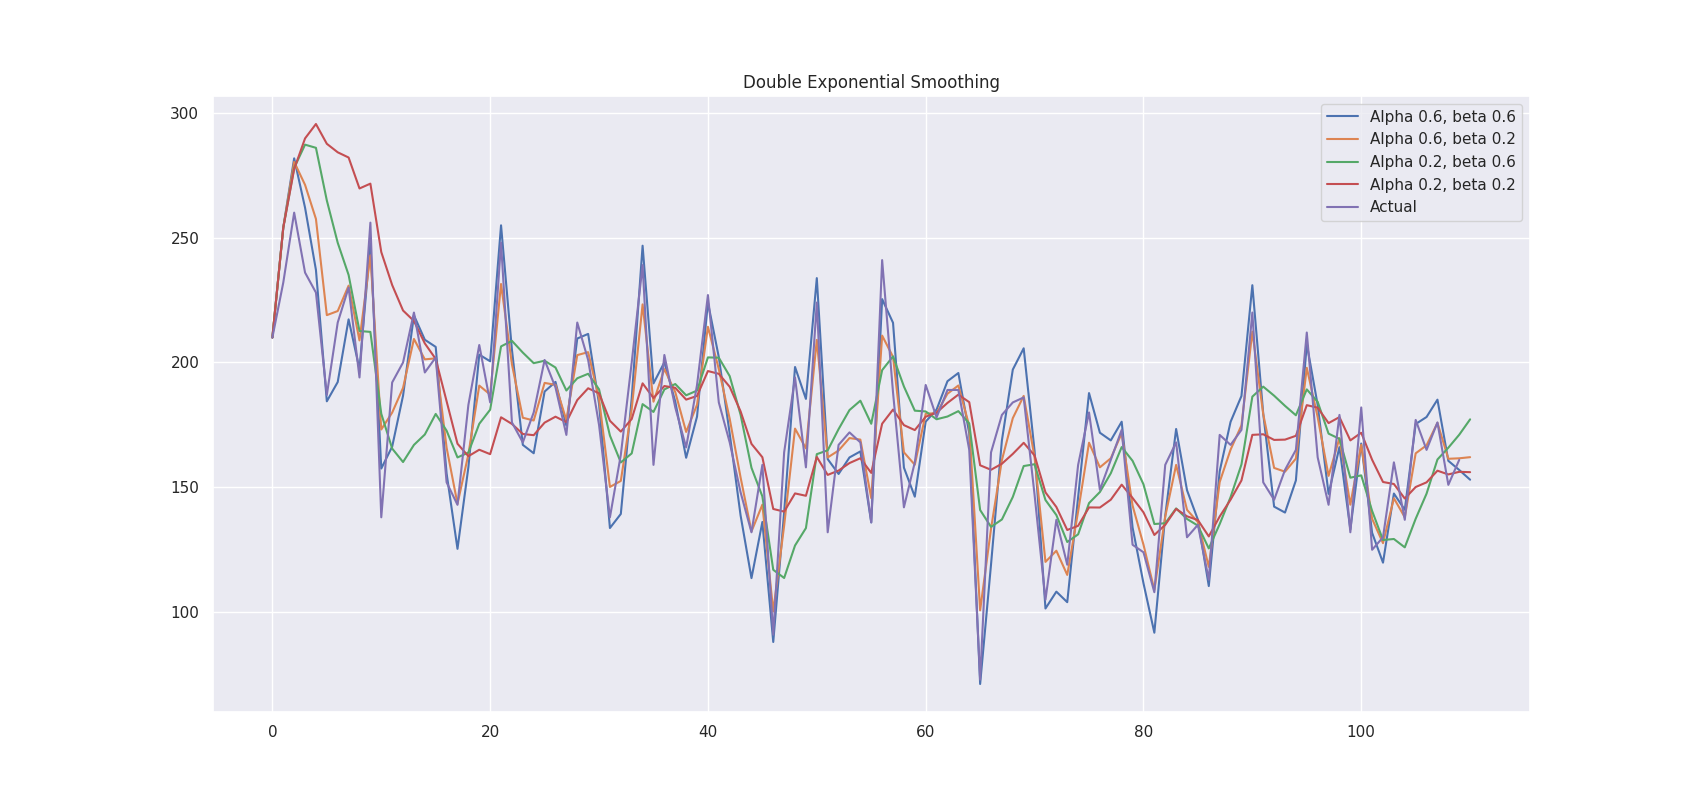 Double Exponential Smoothing
300
250
200
150
100
0 20 40 60 80 100
Alpha 0.6, beta 0.6
Alpha 0.6, beta 0.2
Alpha 0.2, beta 0.6
Alpha 0.2, beta 0.2
Actual